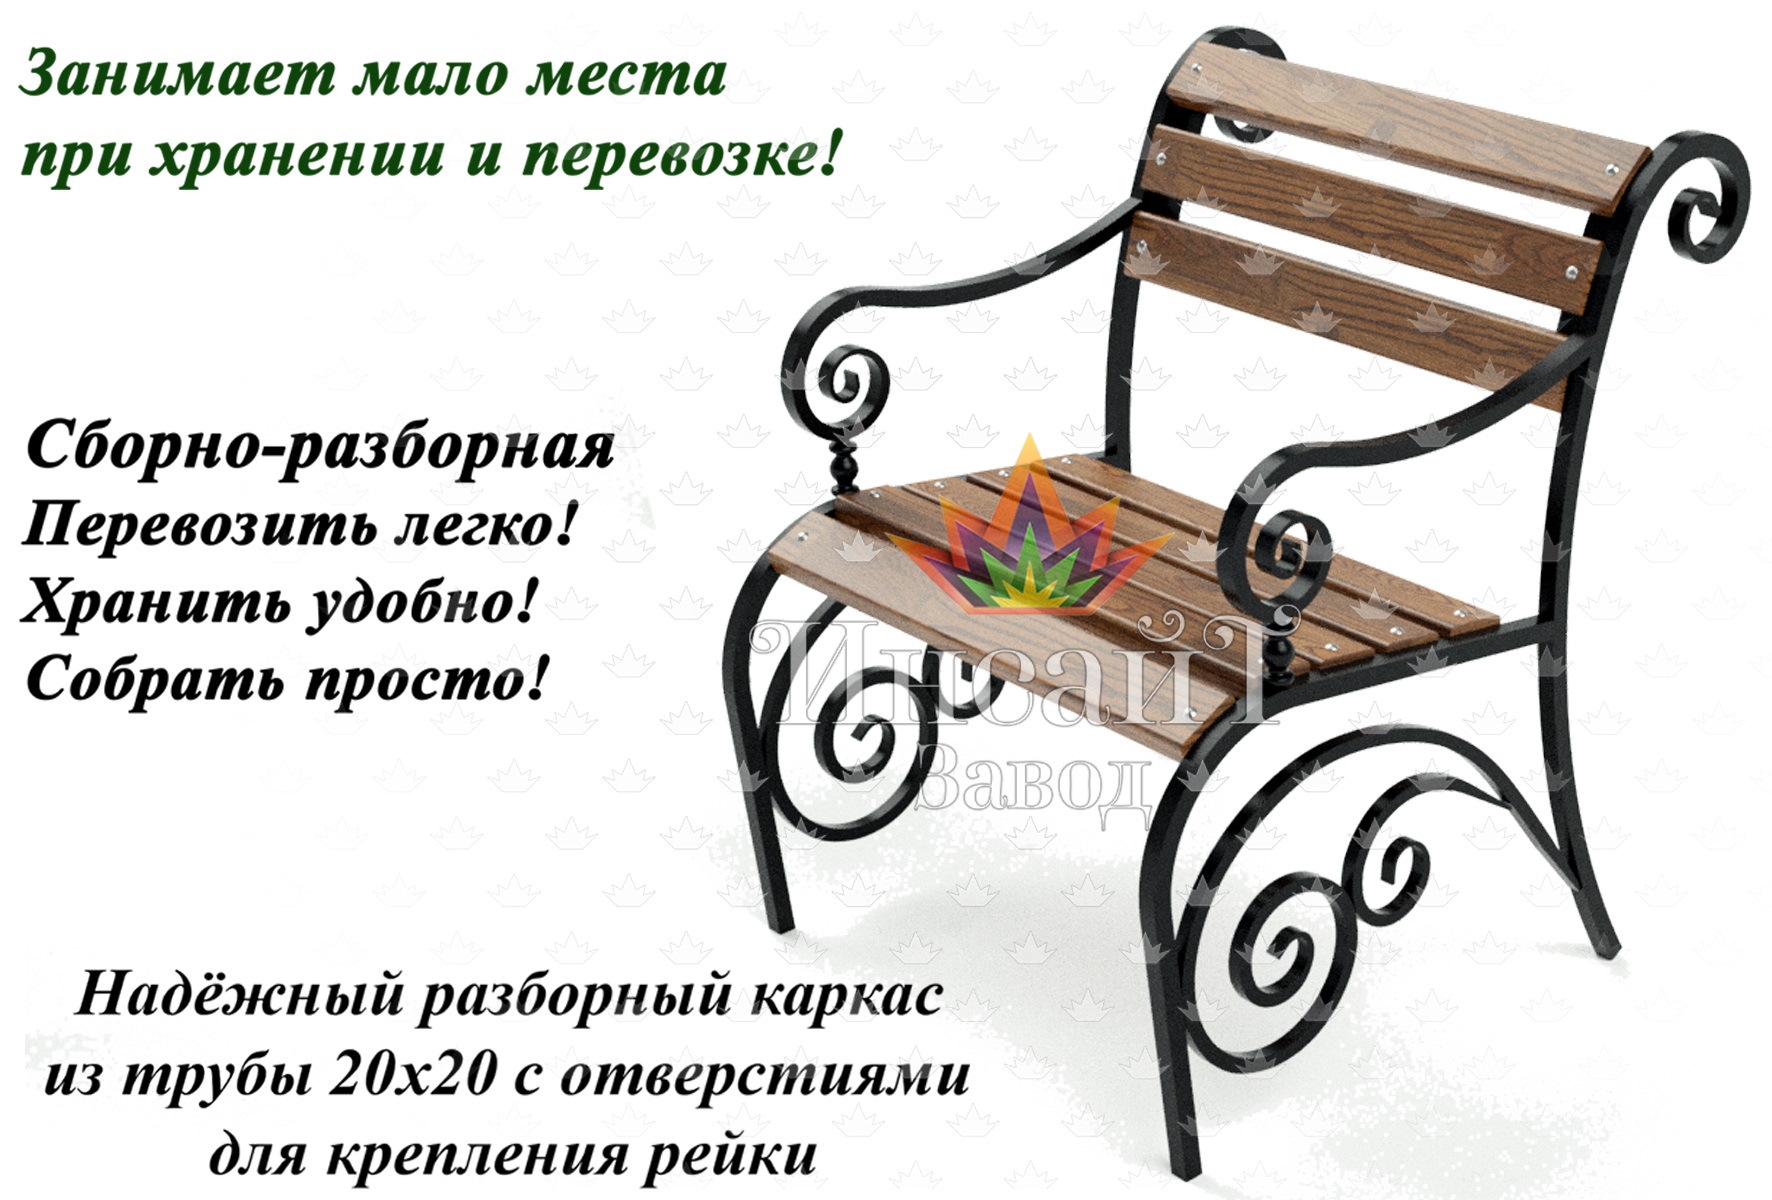 Занимает мало места
при хранении и перевозке!
Сборно-разборная
Перевозить легко!
Хранить удобно!
Собрать просто!
ИнсайТ
Завод
Надёжный разборный каркас
из трубы 20х20 с отверстиями
для крепления рейки